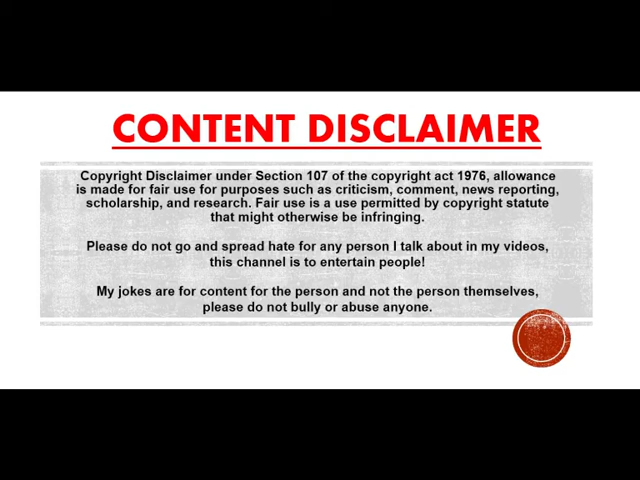 CONTENT DISCLAIMER
Copyright Disclaimer under Section 107 of the copyright act 1976, allowance
is made for fair use for purposes such as criticism, comment, news reporting,
scholarship, and research. Fair use is a use permitted by copyright statute
that might otherwise be infringing.
Please do not go and spread hate for any person I talk about in my videos,
this channel is to entertain people!
My jokes are for content for the person and not the person themselves,
please do not bully or abuse anyone.